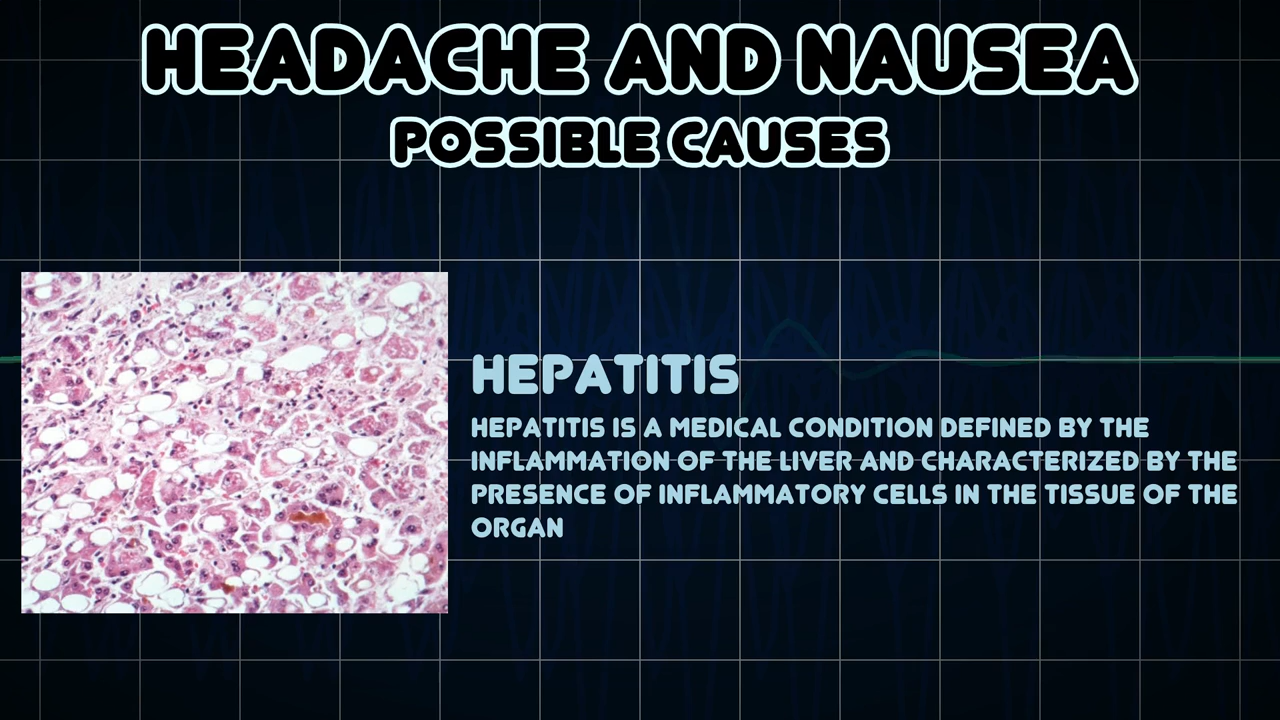 HEADACHE AND NAUSEA
POSSIBLE CAUSES
HEPATITIS
HEPATITIS IS A MEDICAL CONDITION DEFINED BY THE
INFLAMMATION OF THE LIVER AND CHARACTERIZED BY THE
PRESENCE OF INFLAMMATORY CELLS IN THE TISSUE OF THE
ORGAN